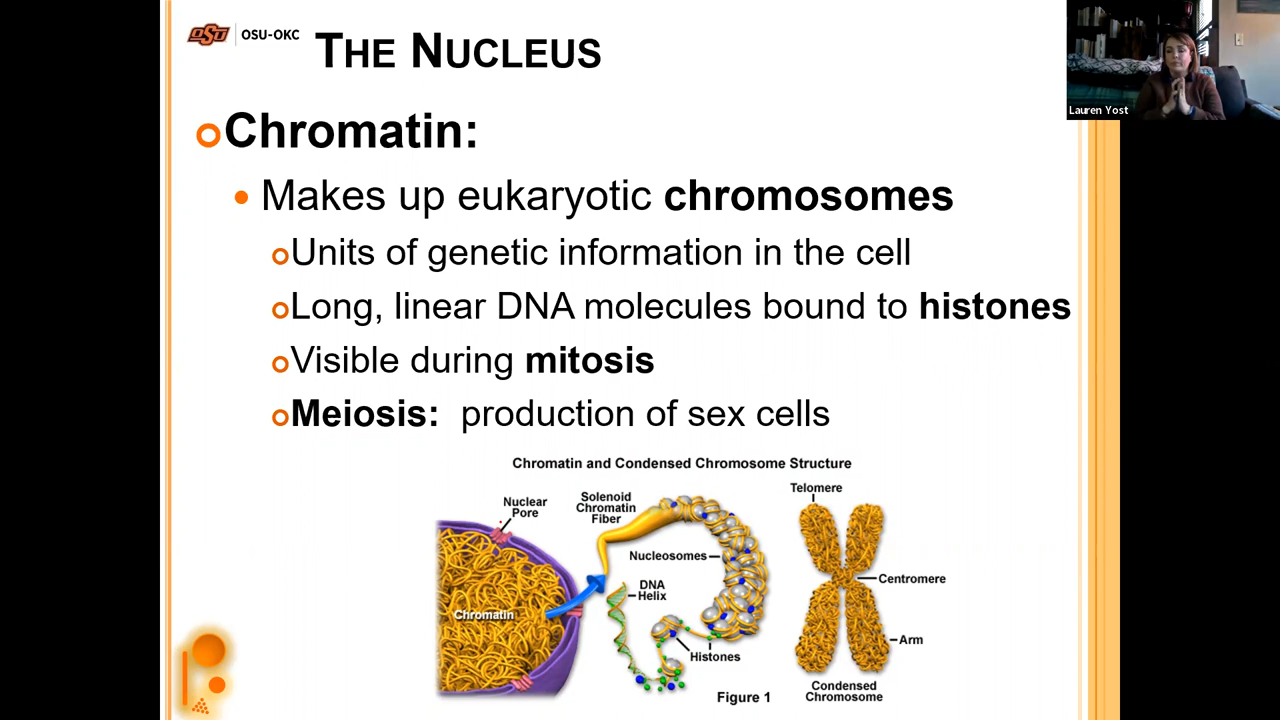 OSU
OSU-OKC
THE NUCLEUS
Lauren Yost
Chromatin:
Makes up eukaryotic chromosomes
Units of genetic information in the cell
Long, linear DNA molecules bound to histones
Visible during mitosis
Meiosis: production of sex cells
Chromatin and Condensed Chromosome Structure
Nuclear
Pore
Solenoid
Chromatin
Fiber
Telomere
Nucleosomes
DNA
Helix
Centromere
Chromatin
Arm
Histones
Condensed
Chromosome
Figure 1